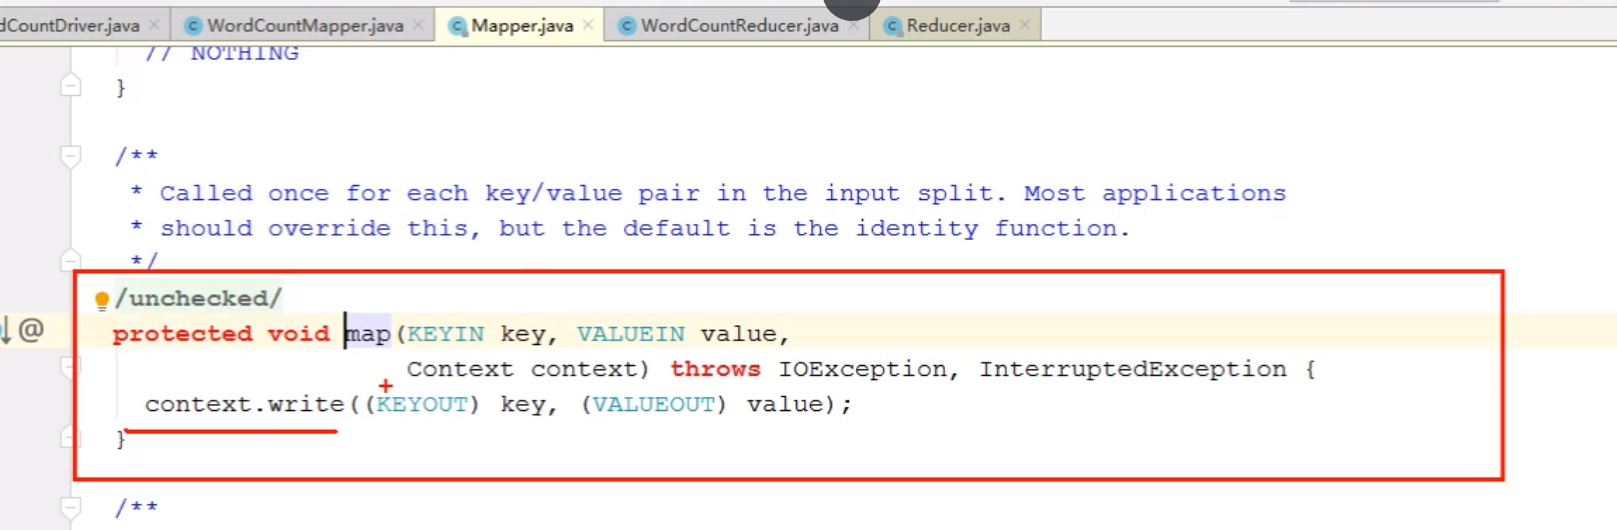 dCountDriver.java × WordCountMapper.java × Mapper.java × WordCountReducer.java × Reducer.java ×
// NOTHING
}
/**
* Called once for each key/value pair in the input split. Most applications
* should override this, but the default is the identity function.
*/
/unchecked/
protected void map(KEYIN key, VALUEIN value,
Context context) throws IOException, InterruptedException {
context.write((KEYOUT) key, (VALUEOUT) value);
}
/**